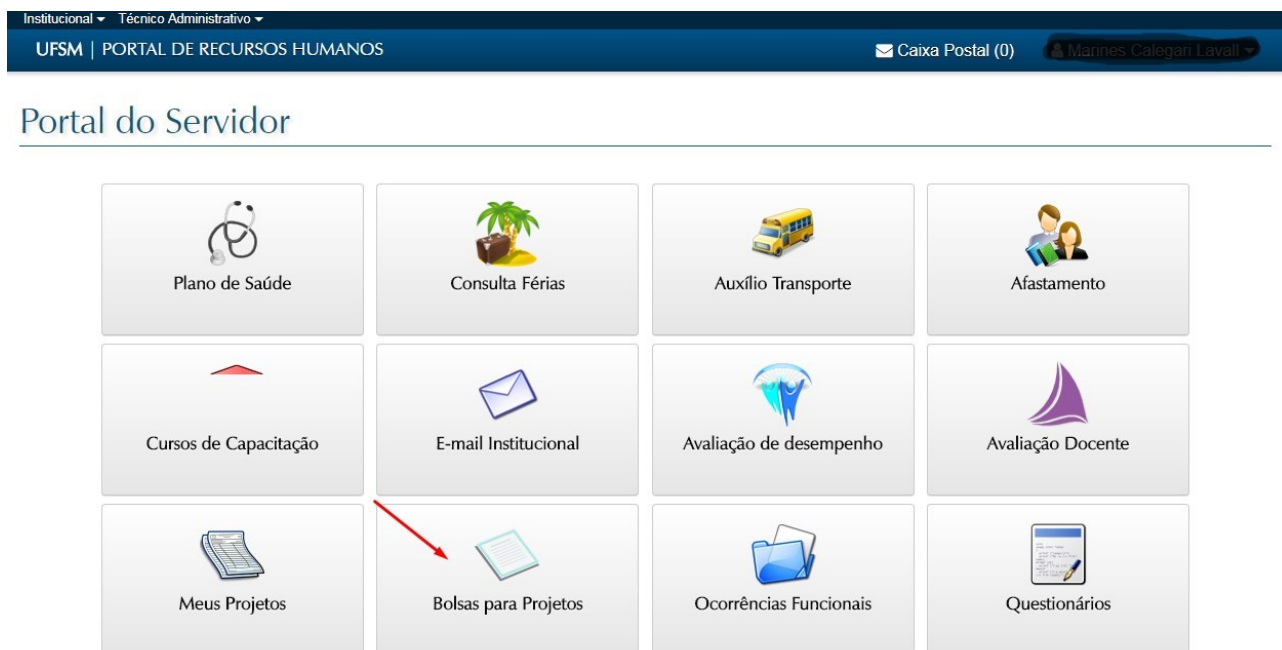 Institucional Técnico Administrativo
UFSM | PORTAL DE RECURSOS HUMANOS Caixa Postal (0)
Portal do Servidor
Plano de Saúde Consulta Férias Auxílio Transporte Afastamento
Cursos de Capacitação E-mail Institucional Avaliação de desempenho Avaliação Docente
Meus Projetos Bolsas para Projetos Ocorrências Funcionais Questionários